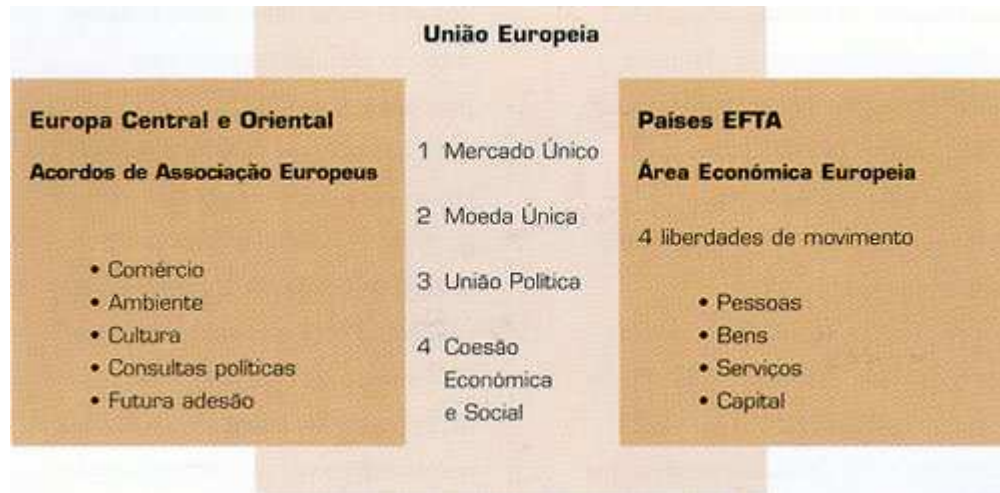 União Europeia
Europa Central e Oriental
Acordos de Associação Europeus
• Comércio
• Ambiente
• Cultura
• Consultas políticas
• Futura adesão
1 Mercado Único
2 Moeda Única
3 União Política
4 Coesão
Económica
e Social
Países EFTA
Área Económica Europeia
4 liberdades de movimento
• Pessoas
• Bens
• Serviços
• Capital